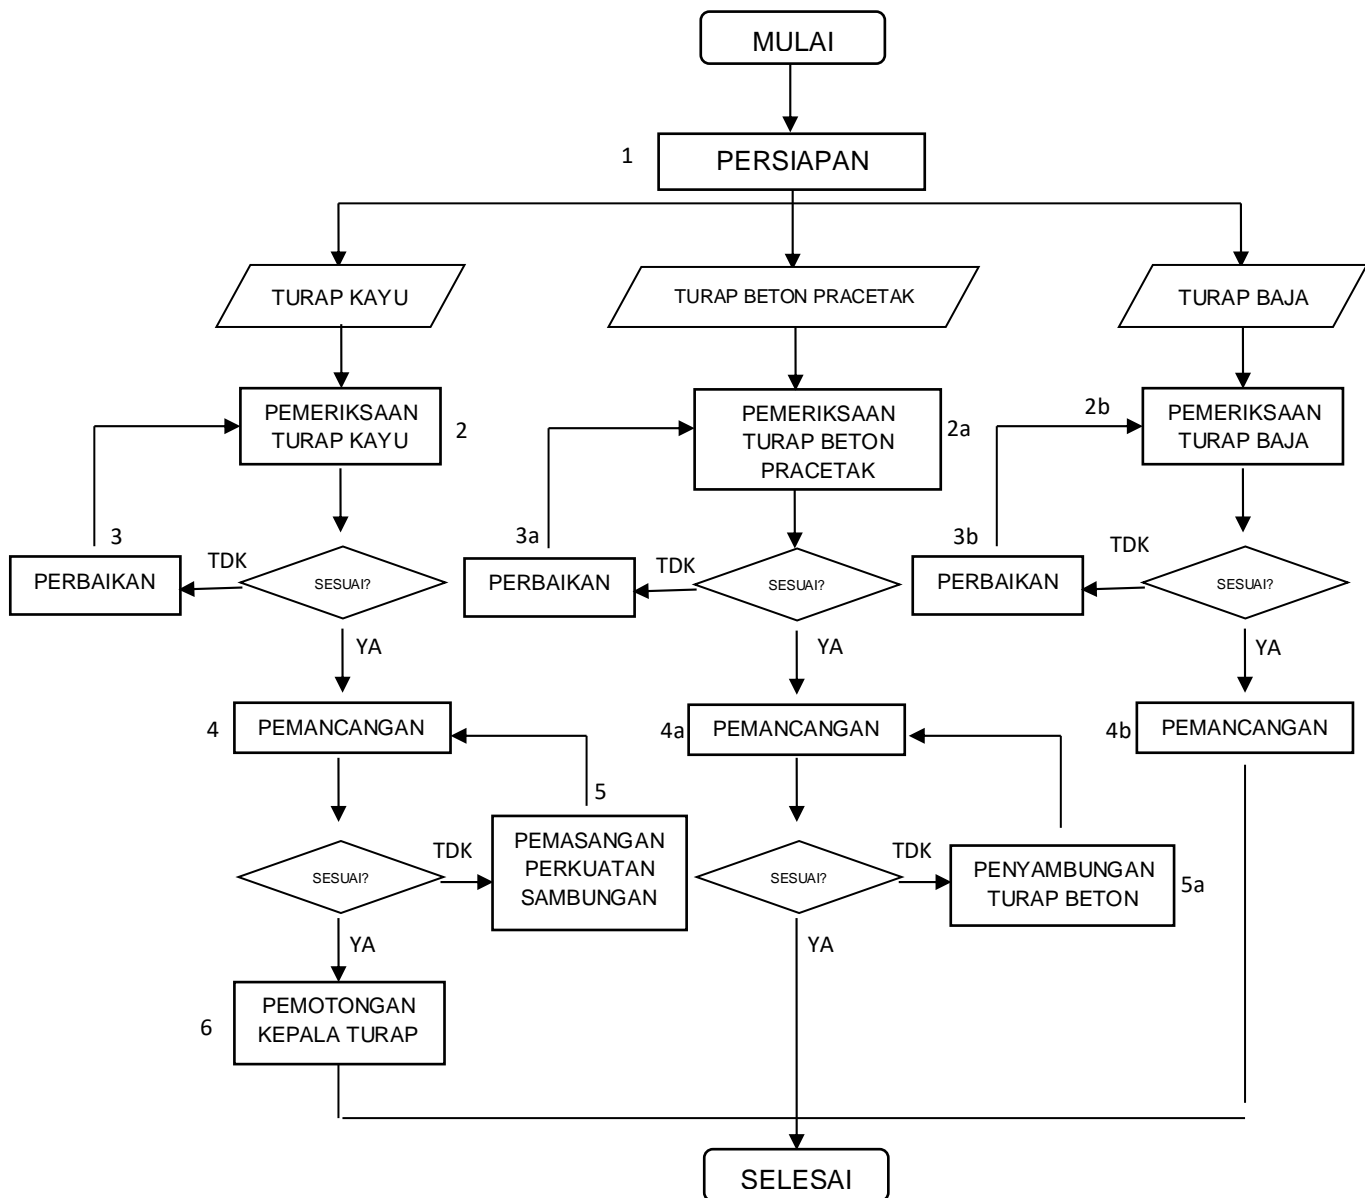 MULAI
1
PERSIAPAN
TURAP KAYU
TURAP BETON PRACETAK
TURAP BAJA
PEMERIKSAAN
TURAP KAYU
2
PEMERIKSAAN
TURAP BETON
PRACETAK
2a
2b
PEMERIKSAAN
TURAP BAJA
3
PERBAIKAN
TDK
SESUAI?
YA
3a
PERBAIKAN
TDK
SESUAI?
YA
3b
PERBAIKAN
TDK
SESUAI?
YA
4
PEMANCANGAN
4a
PEMANCANGAN
4b
PEMANCANGAN
SESUAI?
TDK
5
PEMASANGAN
PERKUATAN
SAMBUNGAN
YA
SESUAI?
TDK
PENYAMBUNGAN
TURAP BETON
5a
YA
6
PEMOTONGAN
KEPALA TURAP
SELESAI